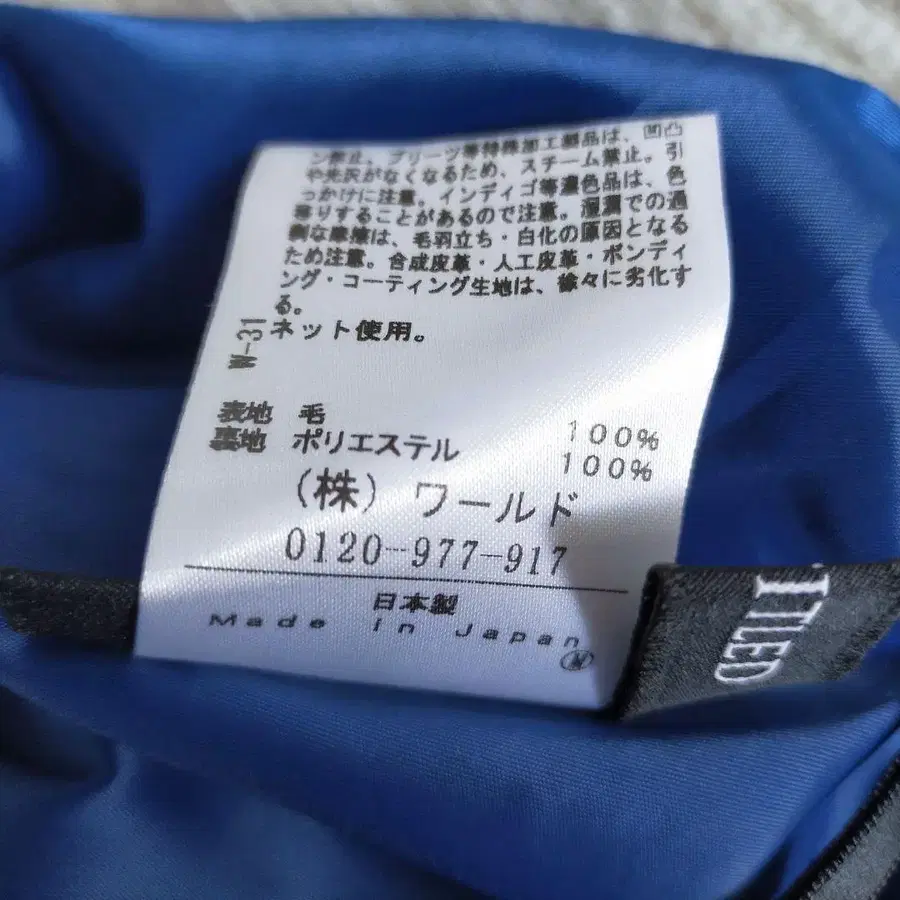 ン禁止。プリーツ等特殊加工製品は、凹凸
や光沢がなくなるため、スチーム禁止。引
っかけに注意。インディゴ等濃色品は、色
移りすることがあるので注意。湿潤での過
剰な摩擦は、毛羽立ち・白化の原因となる
ため注意。合成皮革・人工皮革・ボンディ
ング・コーティング生地は、徐々に劣化す
る。
ネット使用。
W-31
表地 毛 100%
裏地 ポリエステル 100%
(株) ワールド
0120-977-917
日本製
Made in Japan
TLED